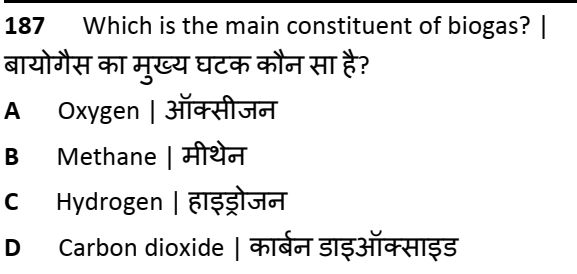 187 Which is the main constituent of biogas? |
बायोगैस का मुख्य घटक कौन सा है?
A Oxygen | ऑक्सीजन
B Methane | मीथेन
C Hydrogen | हाइड्रोजन
D Carbon dioxide | कार्बन डाइऑक्साइड